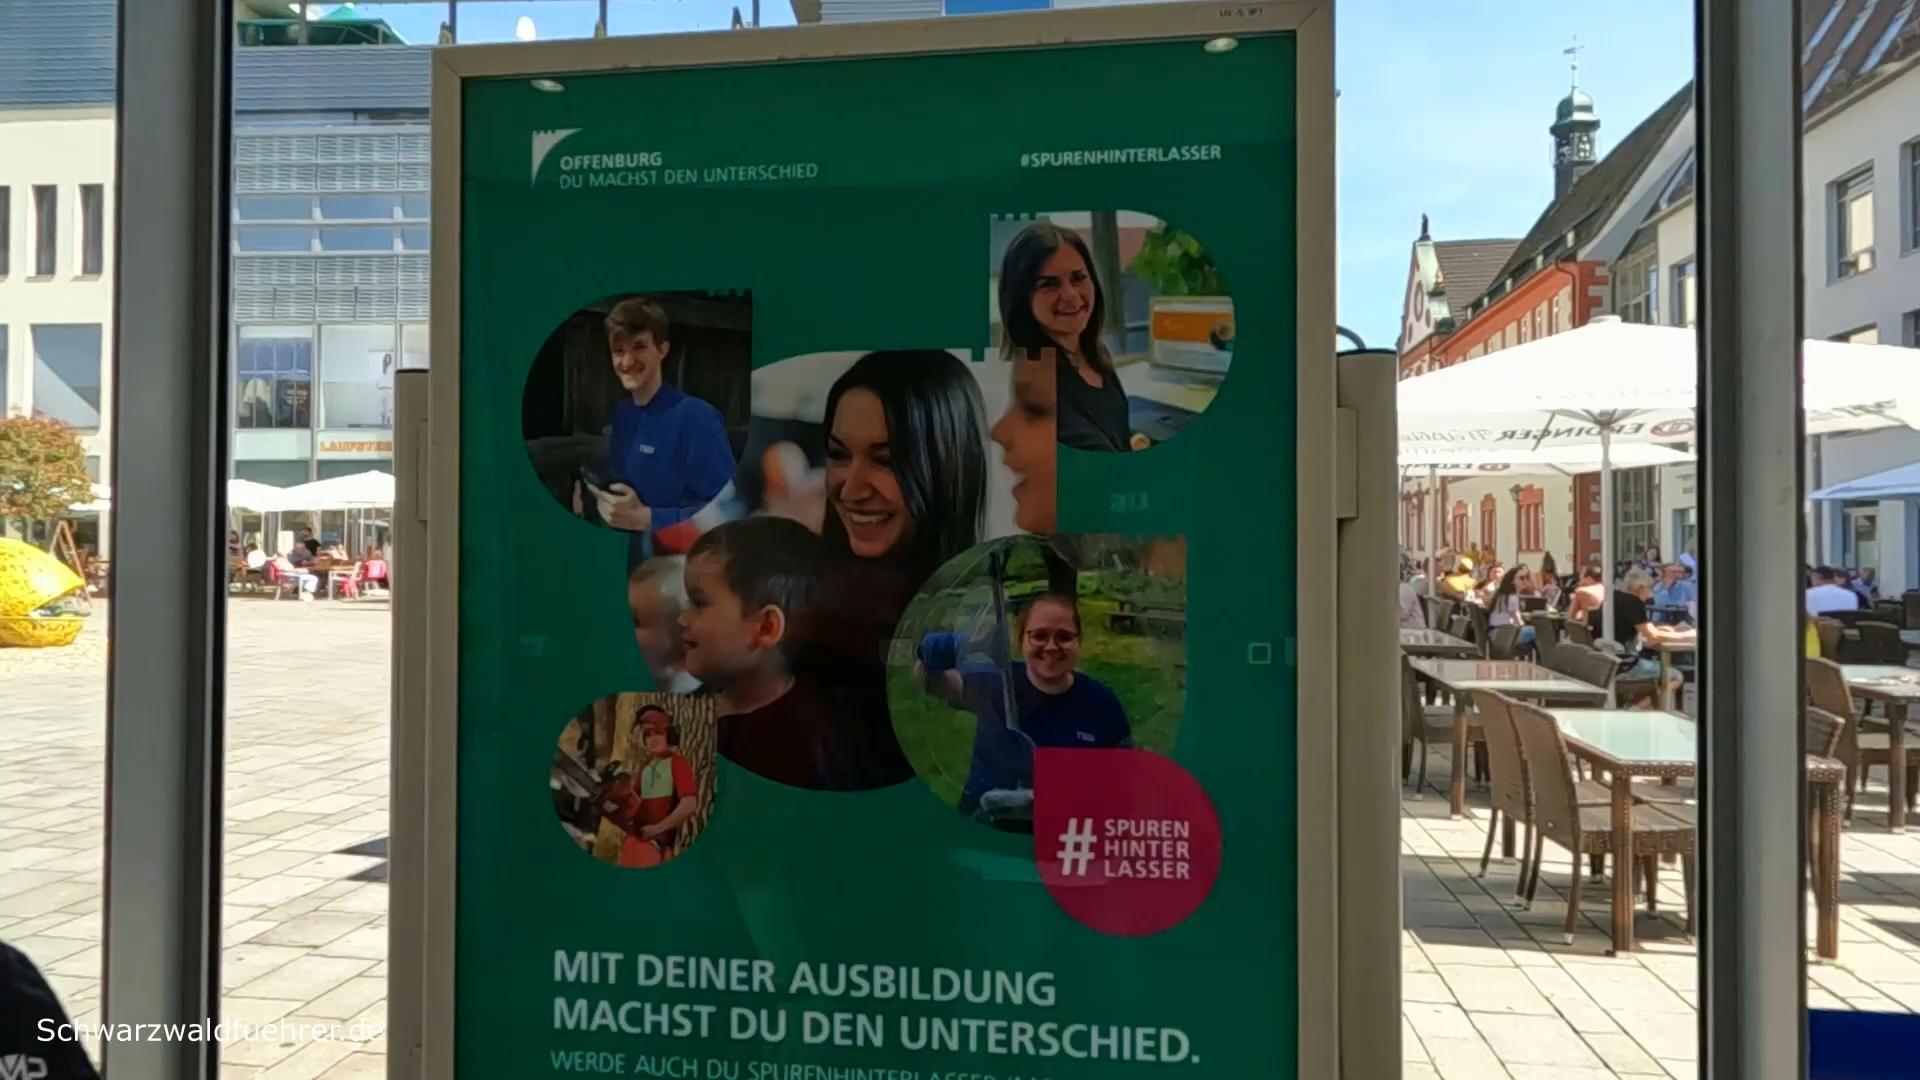 OFFENBURG
DU MACHST DEN UNTERSCHIED
#SPURENHINTERLASSER
ERDINGER
#SPUREN
HINTER
LASSER
MIT DEINER AUSBILDUNG
MACHST DU DEN UNTERSCHIED.
WERDE AUCH DU SPURENHINTERLASSER
Schwarzwaldfuehrer.de